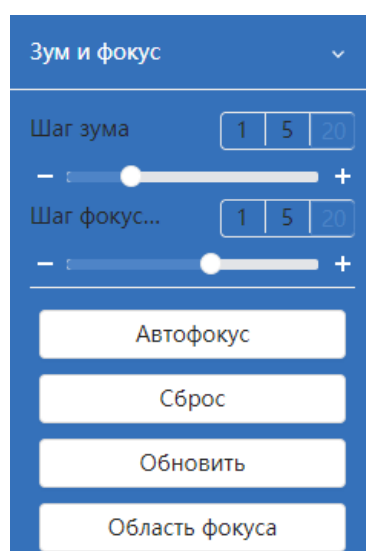 Зум и фокус
Шаг зума 1 5 20
− +
Шаг фокус... 1 5 20
− +
Автофокус
Сброс
Обновить
Область фокуса